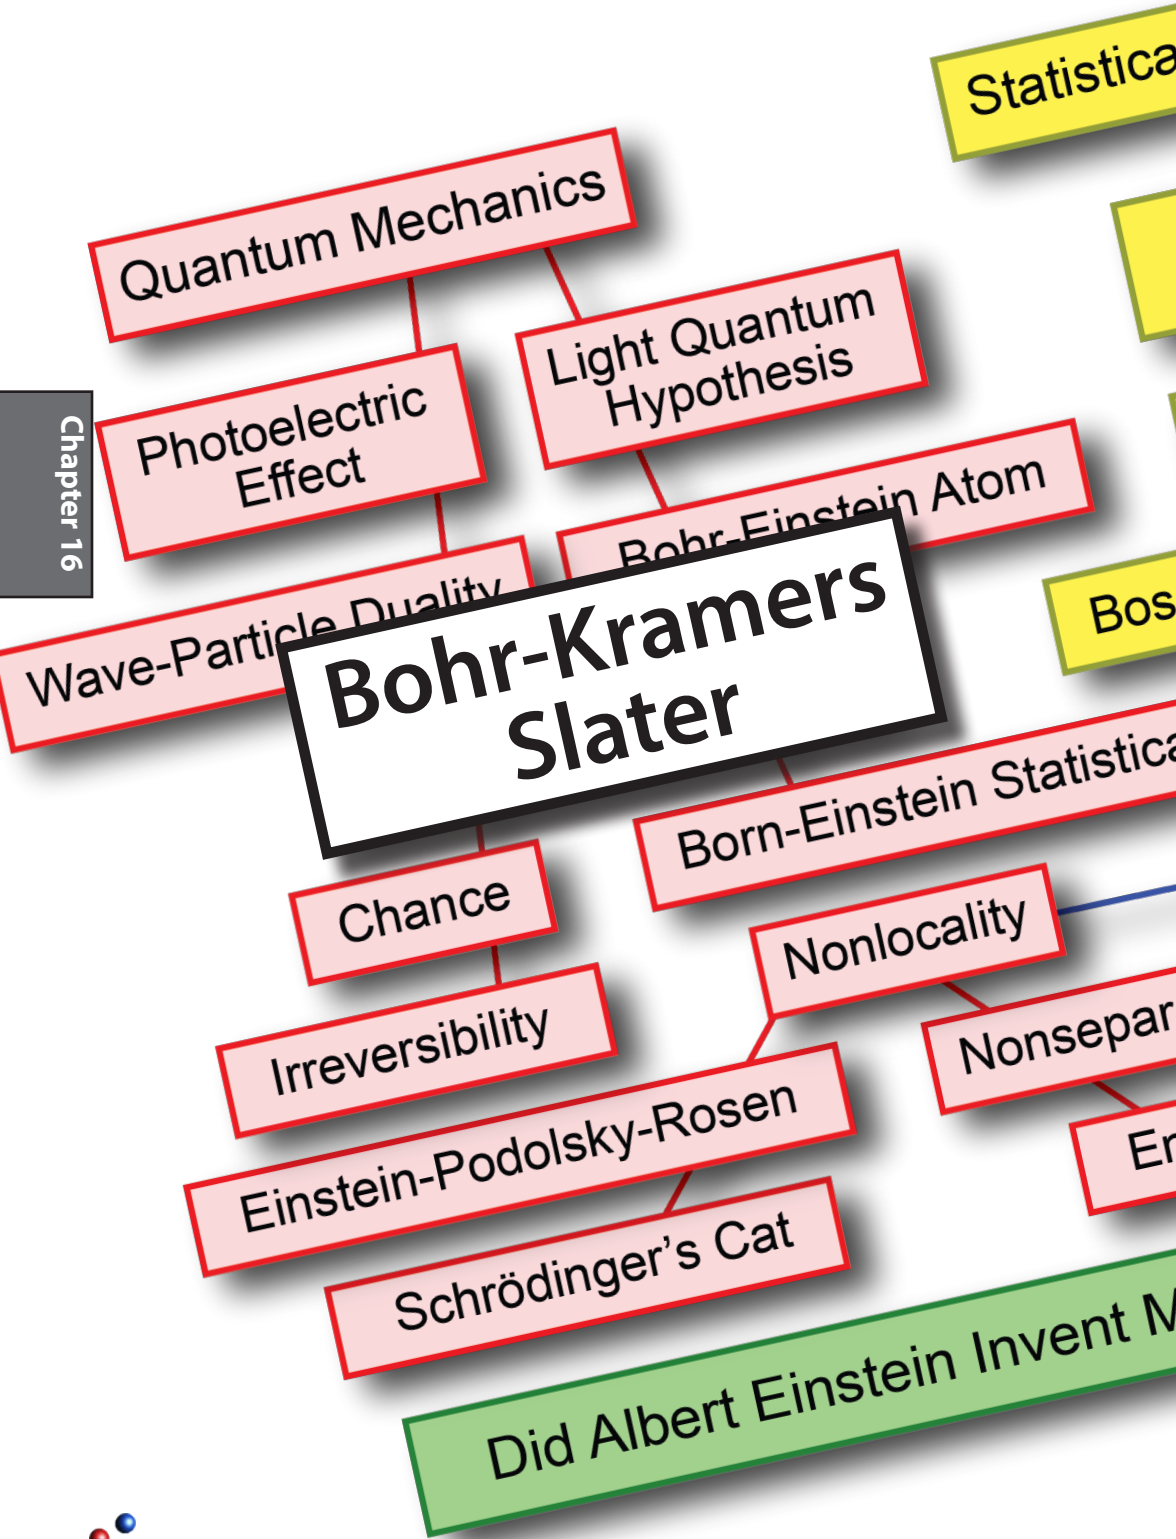 Statistica
Quantum Mechanics
Light Quantum
Hypothesis
Photoelectric
Effect
Chapter 16
Bohr-Einstein Atom
Wave-Particle Duality
Bohr-Kramers
Slater
Bos
Born-Einstein Statistica
Chance
Nonlocality
Irreversibility
Nonsepar
Einstein-Podolsky-Rosen
En
Schrödinger’s Cat
Did Albert Einstein Invent M